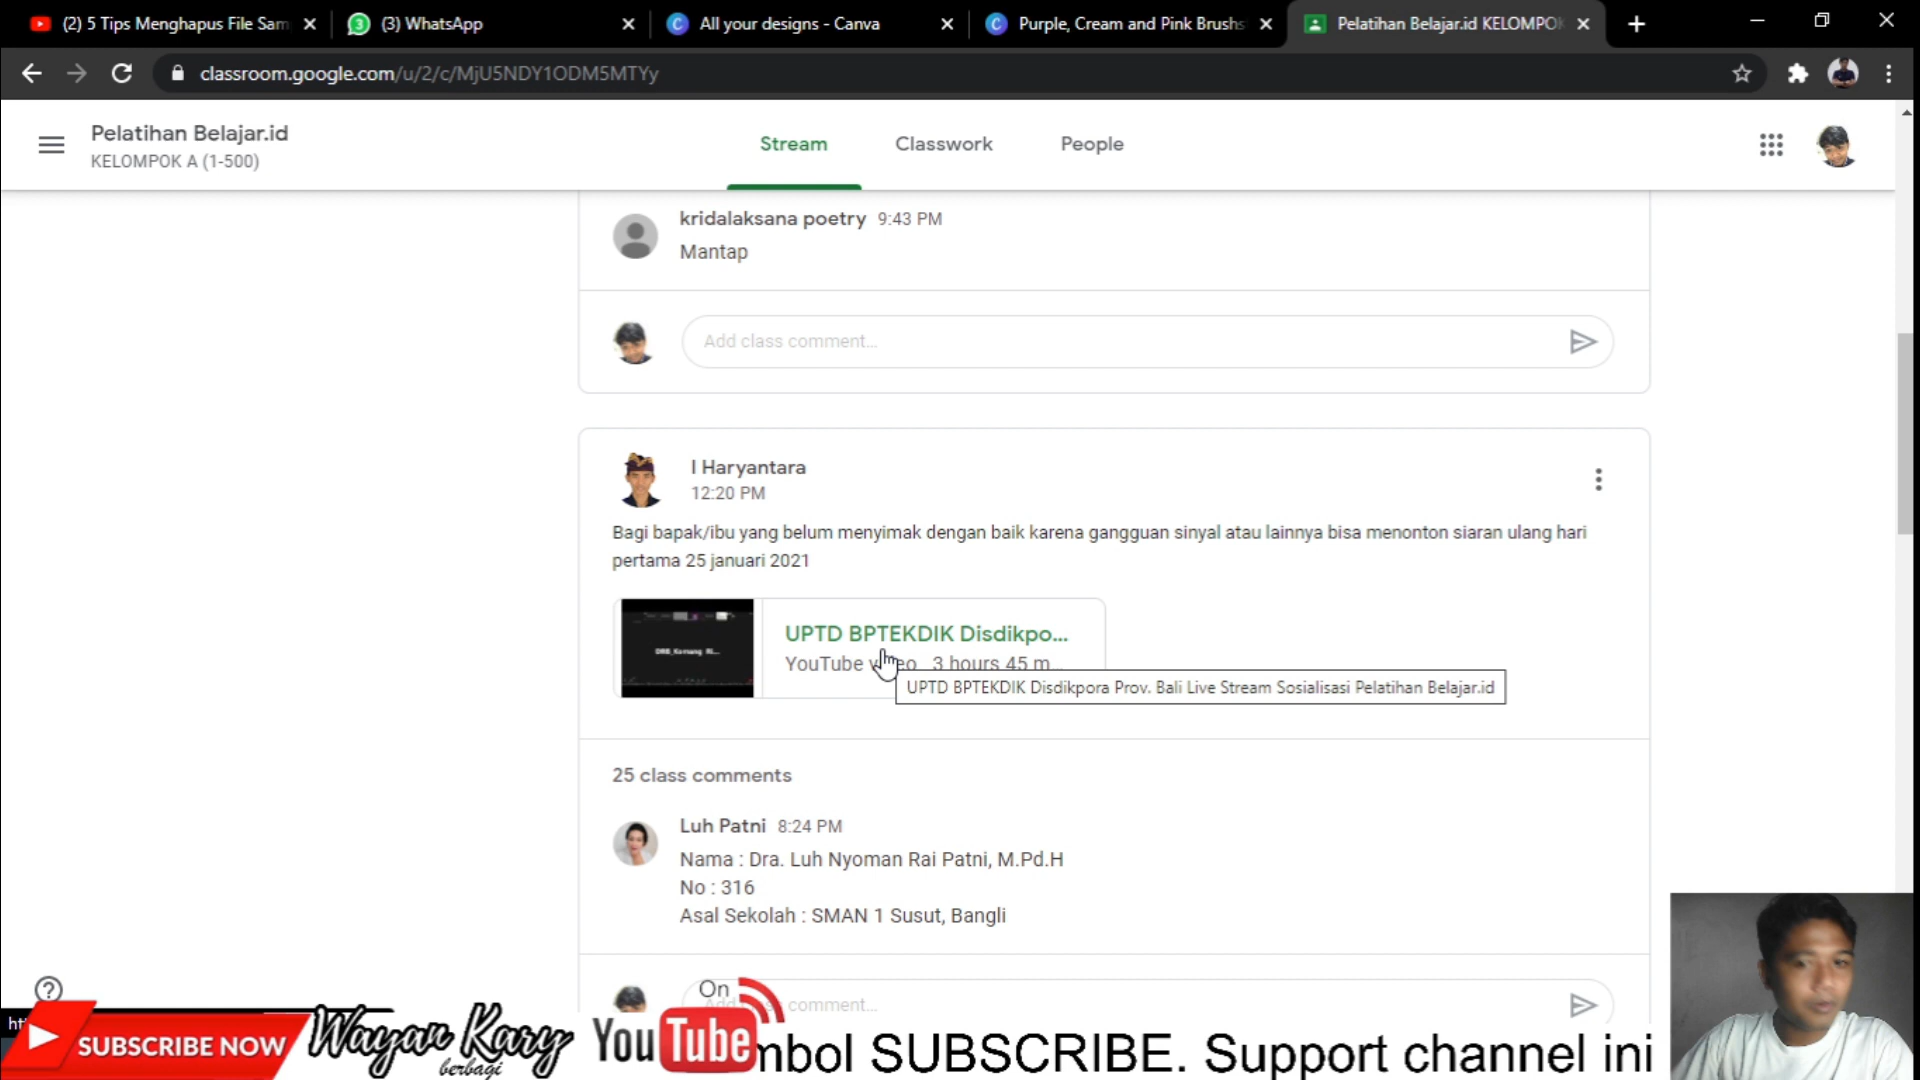 (2) 5 Tips Menghapus File Sam
(3) WhatsApp
All your designs - Canva
Purple, Cream and Pink Brushs
Pelatihan Belajar.id KELOMPOK
classroom.google.com/u/2/c/MjU5NDY1ODM5MTYy
Pelatihan Belajar.id
KELOMPOK A (1-500)
Stream
Classwork
People
kridalaksana poetry 9:43 PM
Mantap
Add class comment...
I Haryantara
12:20 PM
Bagi bapak/ibu yang belum menyimak dengan baik karena gangguan sinyal atau lainnya bisa menonton siaran ulang hari
pertama 25 januari 2021
UPTD BPTEKDIK Disdikpo...
YouTube video 3 hours 45 m...
UPTD BPTEKDIK Disdikpora Prov. Bali Live Stream Sosialisasi Pelatihan Belajar.id
25 class comments
Luh Patni 8:24 PM
Nama : Dra. Luh Nyoman Rai Patni, M.Pd.H
No : 316
Asal Sekolah : SMAN 1 Susut, Bangli
Add class comment...
SUBSCRIBE NOW
Wayan Kary
berbagi
On
YouTube
mbol SUBSCRIBE. Support channel ini